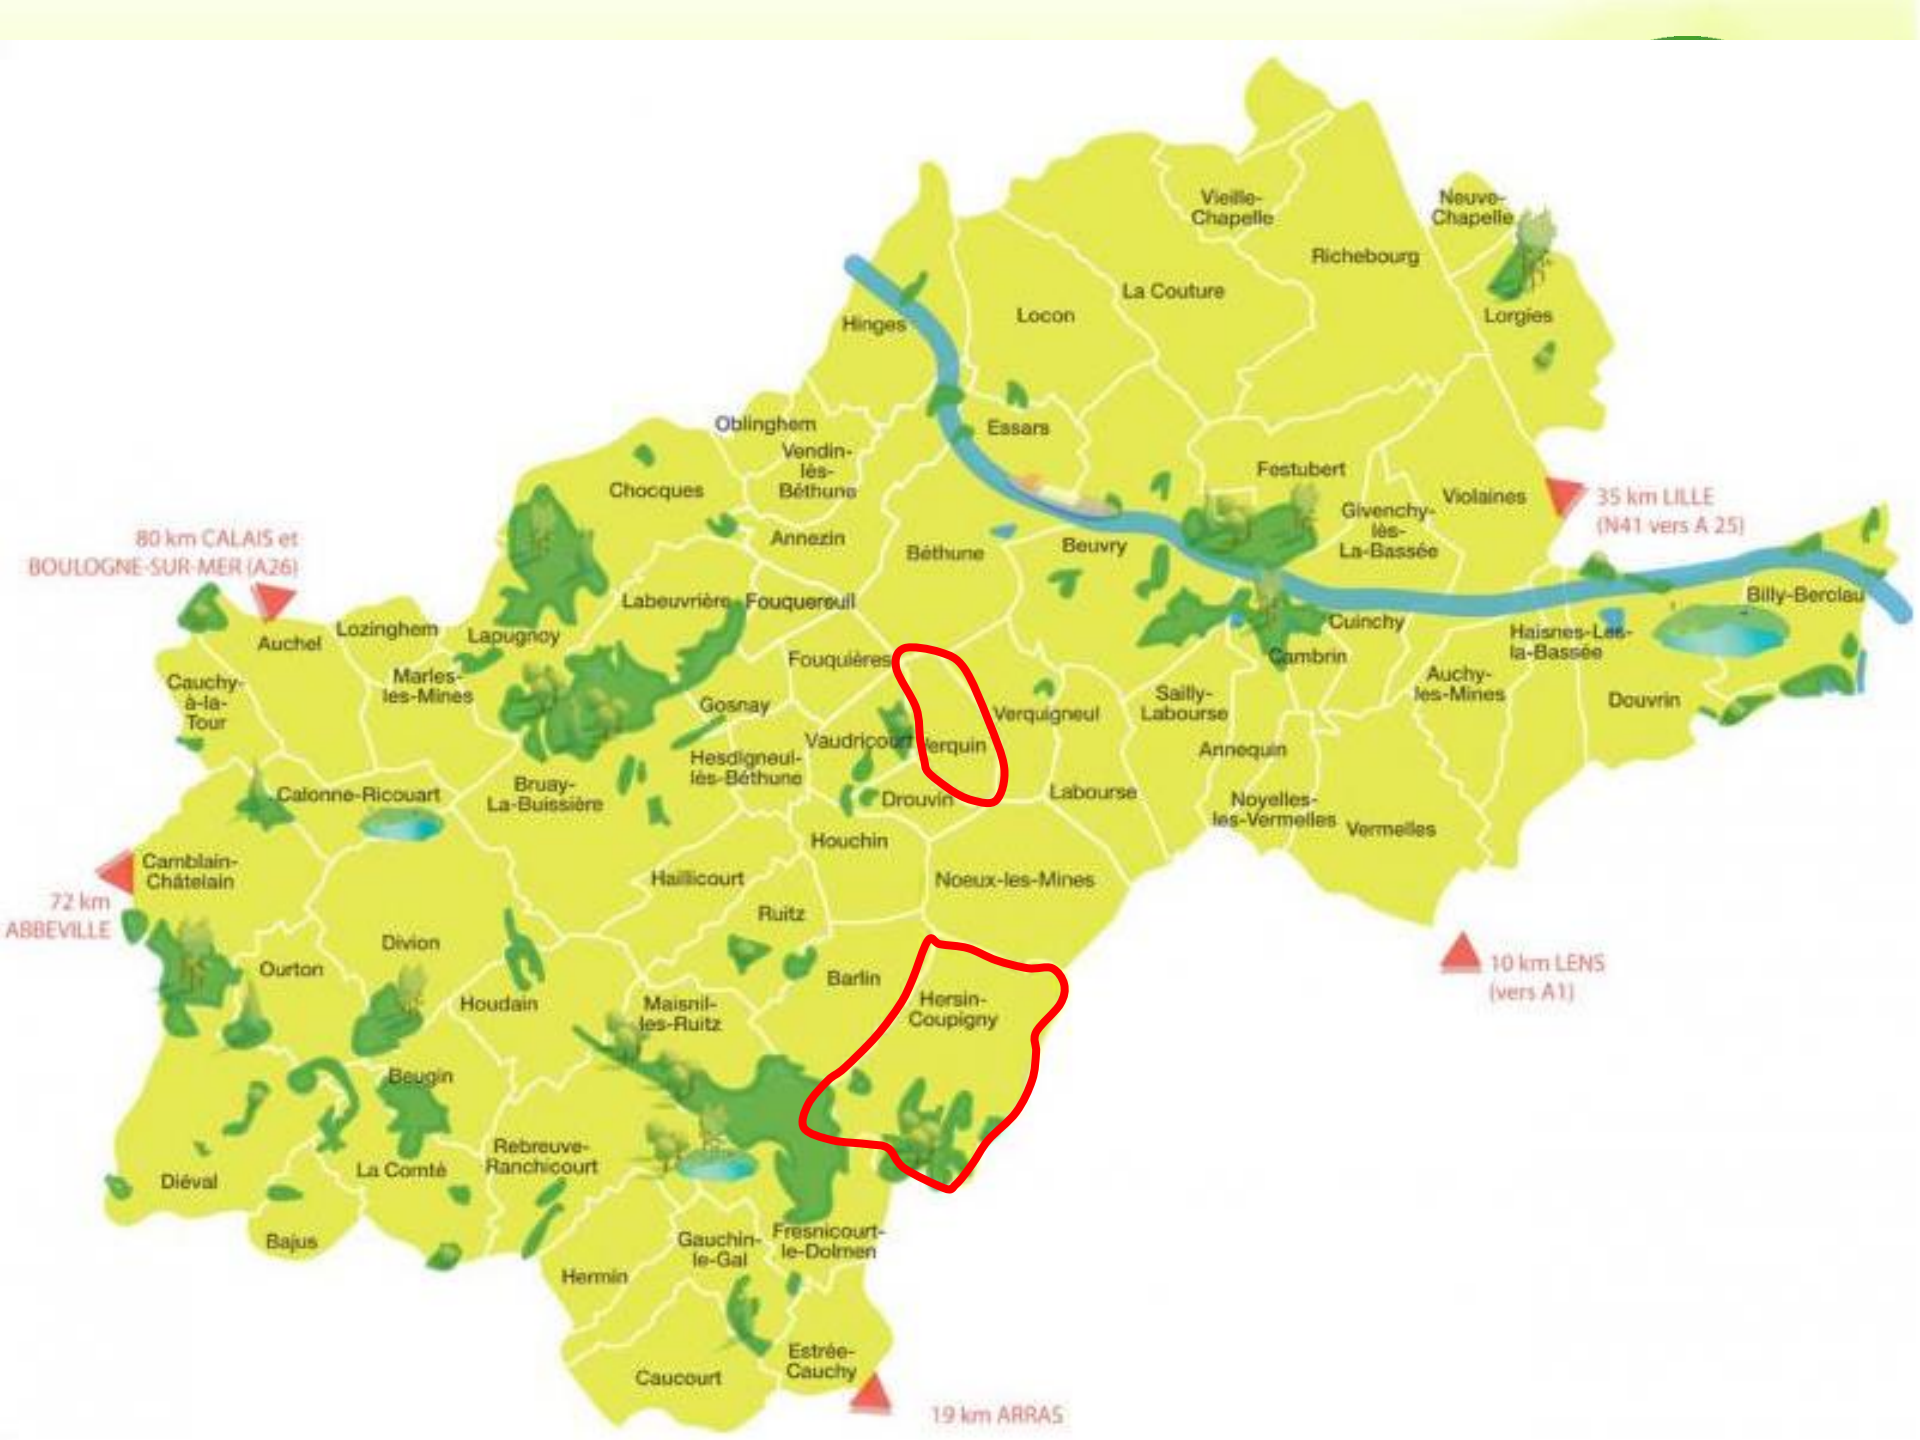 Vieille-
Chapelle
Neuve-
Chapelle
Richebourg
La Couture
Locon
Lorgies
Hinges
Oblinghem
Essars
Vendin-
lès-
Béthune
Chocques
Festubert
Violaines
35 km LILLE
(N41 vers A 25)
Givenchy-
lès-
La-Bassée
80 km CALAIS et
BOULOGNE-SUR-MER (A26)
Annezin
Béthune
Beuvry
Billy-Berclau
Labeuvrière
Fouquereuil
Cuinchy
Auchel
Lozinghem
Lapugnoy
Haisnes-Les-
la-Bassée
Cambrin
Fouquières
Marles-
les-Mines
Cauchy-
à-la-
Tour
Auchy-
les-Mines
Gosnay
Sailly-
Labourse
Douvrin
Verquigneul
Vaudricourt
Verquin
Annequin
Hesdigneul-
lès-Béthune
Bruay-
La-Buissière
Calonne-Ricouart
Drouvin
Labourse
Noyelles-
les-Vermelles
Vermelles
Houchin
Camblain-
Châtelain
Haillicourt
Noeux-les-Mines
72 km
ABBEVILLE
Ruitz
Divion
Ourton
Barlin
10 km LENS
(vers A1)
Houdain
Maisnil-
les-Ruitz
Hersin-
Coupigny
Beugin
Rebreuve-
Ranchicourt
La Comté
Diéval
Bajus
Gauchin-
le-Gal
Fresnicourt-
le-Dolmen
Hermin
Estrée-
Cauchy
Caucourt
19 km ARRAS